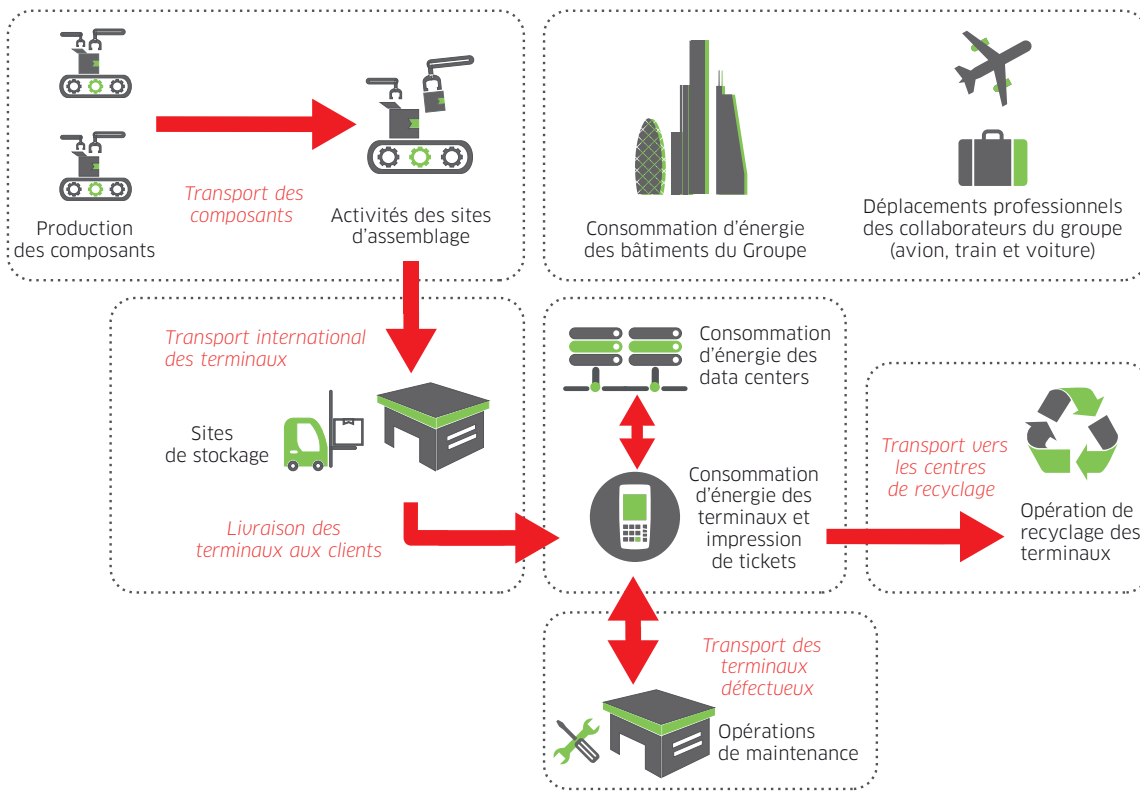 Production
des composants
Transport des
composants
Activités des sites
d'assemblage
Consommation d'énergie
des bâtiments du Groupe
Déplacements professionnels
des collaborateurs du groupe
(avion, train et voiture)
Transport international
des terminaux
Sites
de stockage
Livraison des
terminaux aux clients
Consommation
d'énergie des
data centers
Consommation
d'énergie des
terminaux et
impression
de tickets
Transport vers
les centres
de recyclage
Opération de
recyclage des
terminaux
Transport des
terminaux
défectueux
Opérations
de maintenance